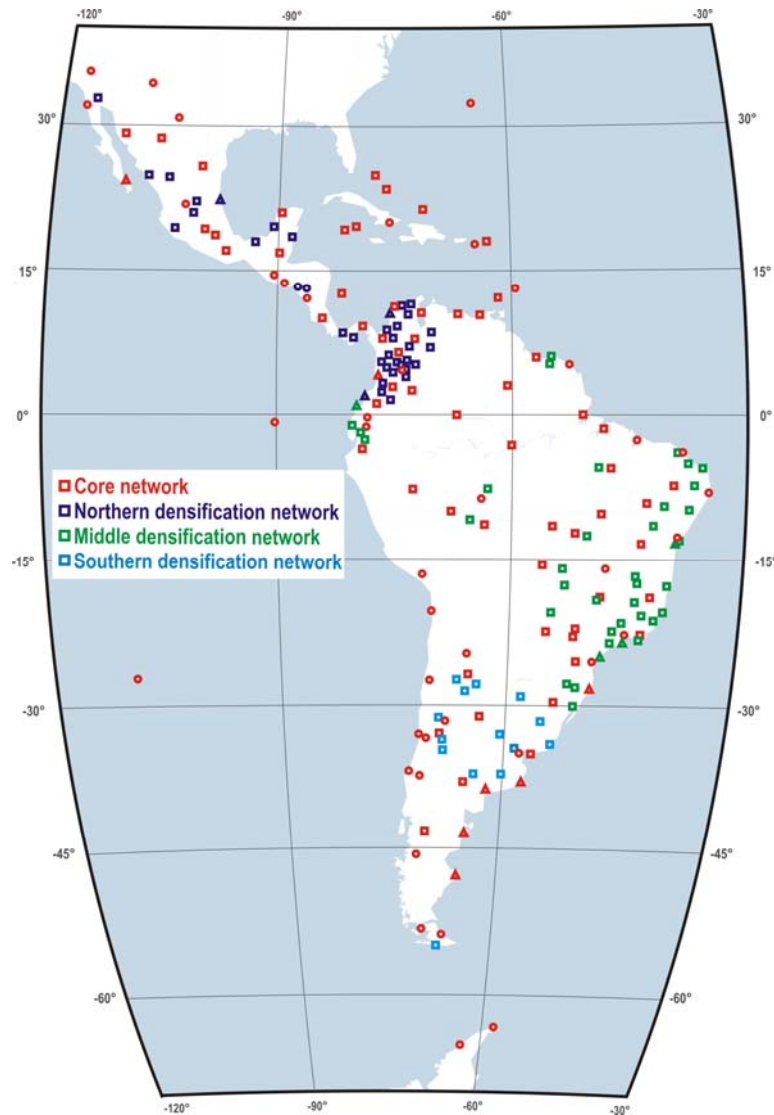 -120° -90° -60° -30°
30° 30°
15° 15°
0° 0°
Core network
Northern densification network
Middle densification network
Southern densification network
-15° -15°
-30° -30°
-45° -45°
-60° -60°
-120° -90° -60° -30°